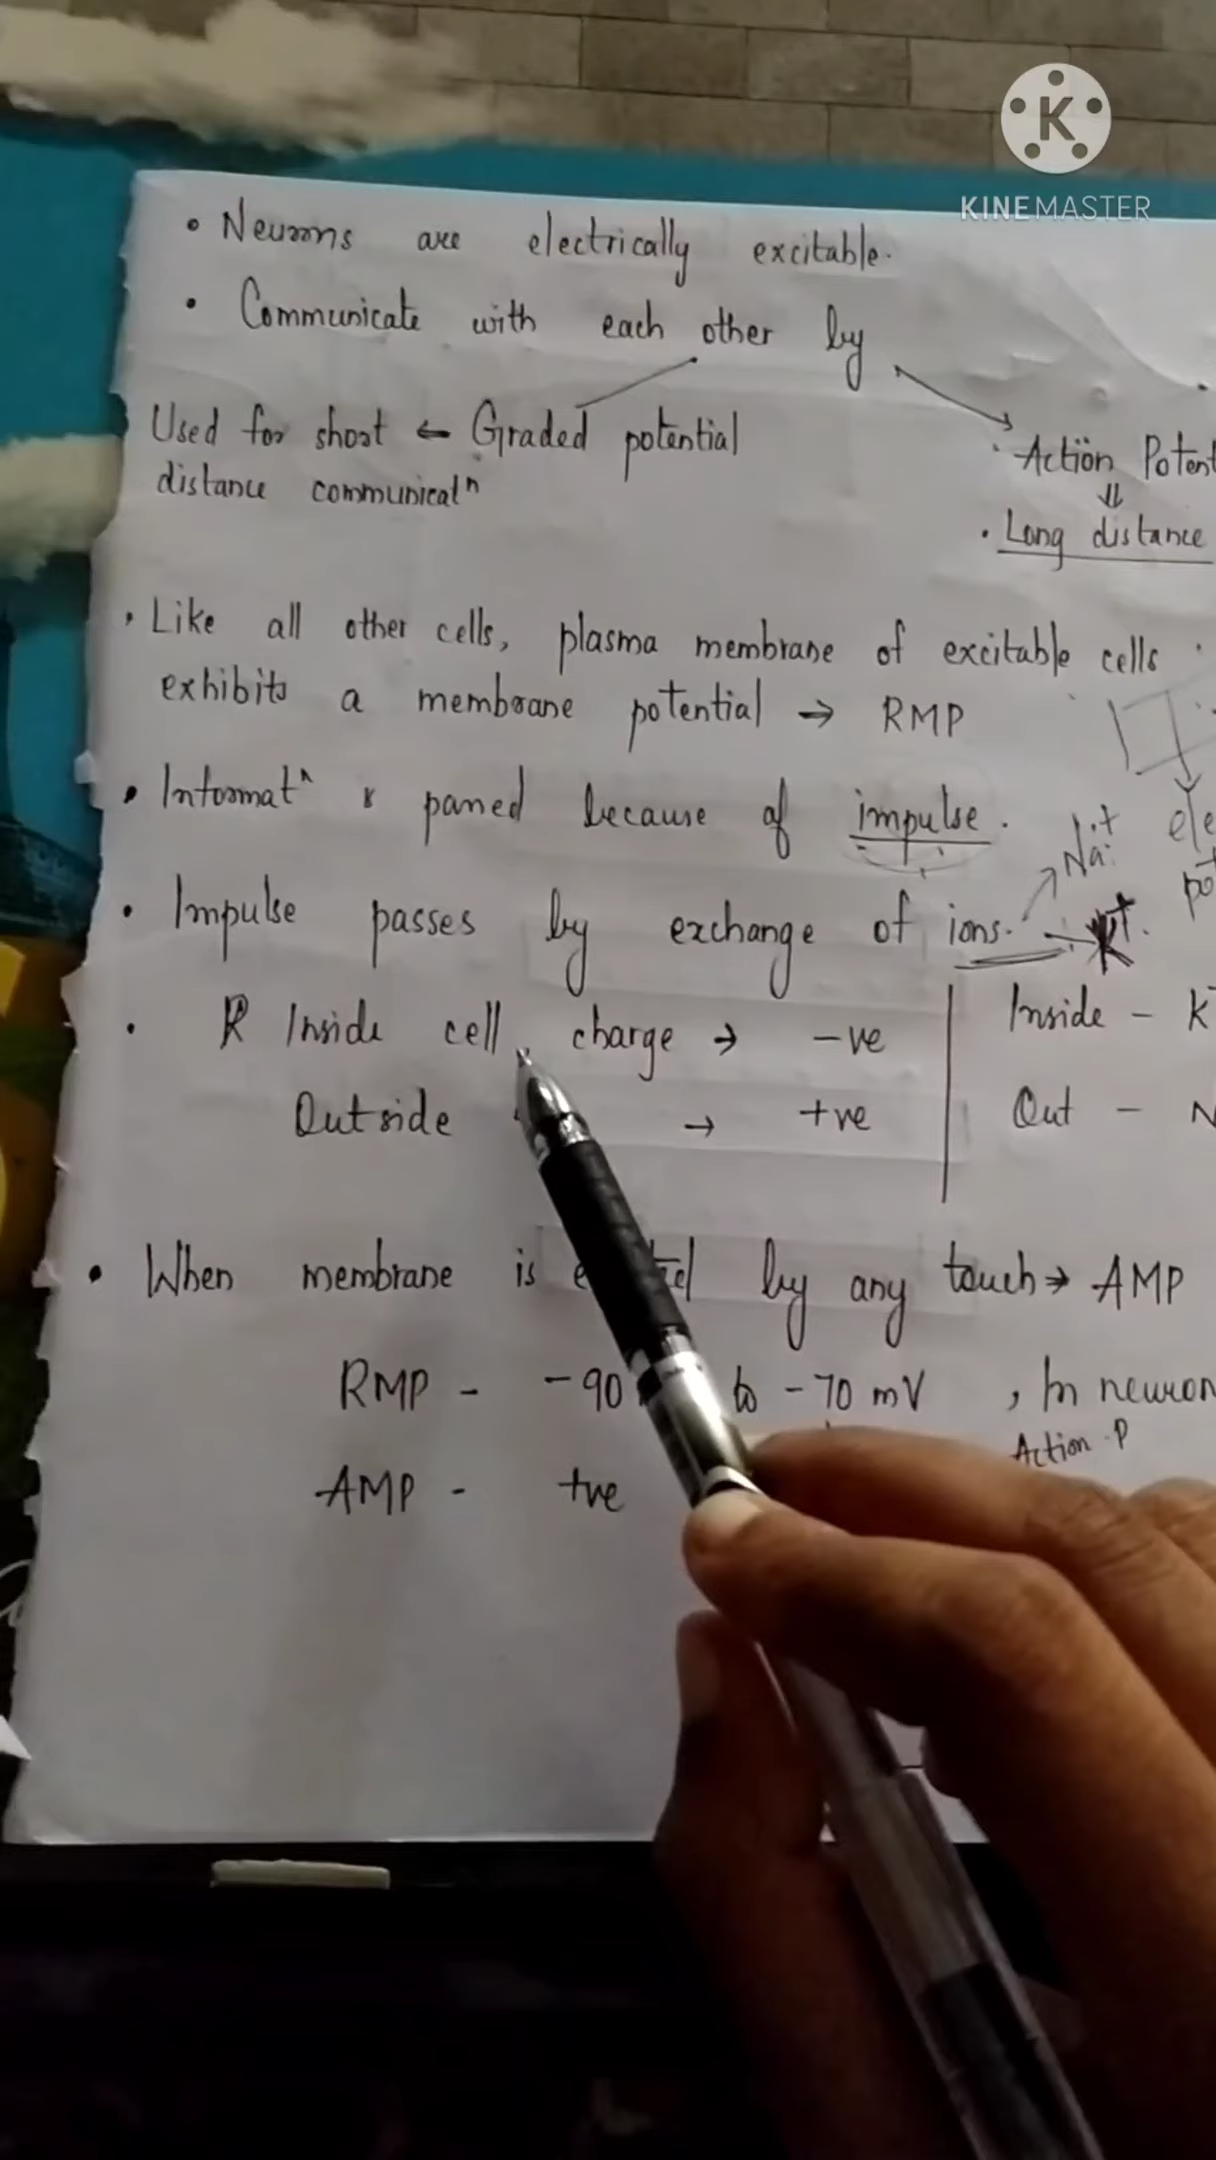 K
KINEMASTER
• Neurons are electrically excitable.
• Communicate with each other by
Used for short ← Graded potential
distance communicatⁿ
Action Potent
⇓
• Long distance
• Like all other cells, plasma membrane of excitable cells
exhibits a membrane potential → RMP
• Informatⁿ is passed because of impulse.
Na+
ele
po
• Impulse passes by exchange of ions. → K+.
• R Inside cell charge → -ve
Outside → +ve
Inside - K
Out - N
• When membrane is by any touch → AMP
RMP - -90 to -70 mV , In neuron
Action P
AMP - +ve